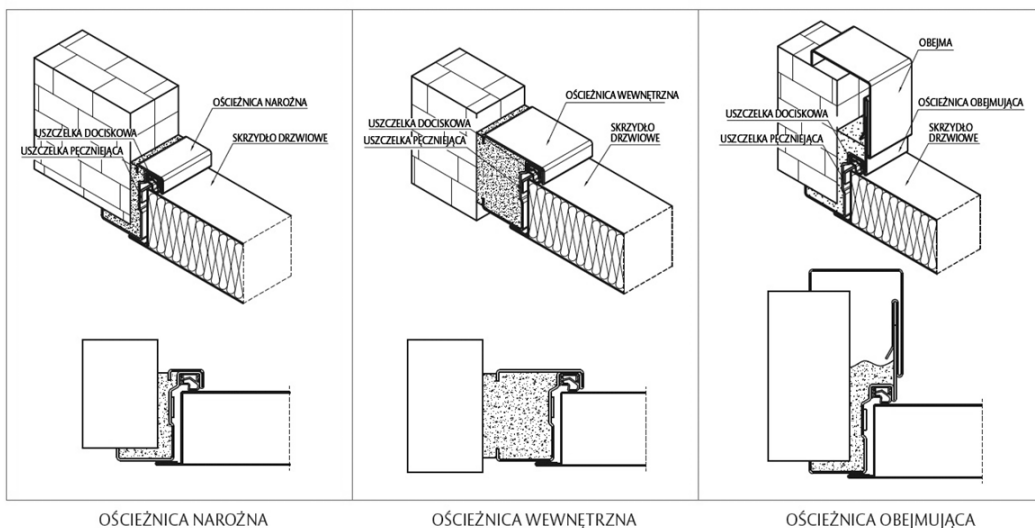 OŚCIEŻNICA NAROŻNA
USZCZELKA DOCISKOWA
SKRZYDŁO DRZWIOWE
USZCZELKA PĘCZNIEJĄCA
OŚCIEŻNICA WEWNĘTRZNA
USZCZELKA DOCISKOWA
SKRZYDŁO
DRZWIOWE
USZCZELKA PĘCZNIEJĄCA
OBEJMA
OŚCIEŻNICA OBEJMUJĄCA
USZCZELKA DOCISKOWA
SKRZYDŁO
DRZWIOWE
USZCZELKA PĘCZNIEJĄCA
OŚCIEŻNICA NAROŻNA
OŚCIEŻNICA WEWNĘTRZNA
OŚCIEŻNICA OBEJMUJĄCA